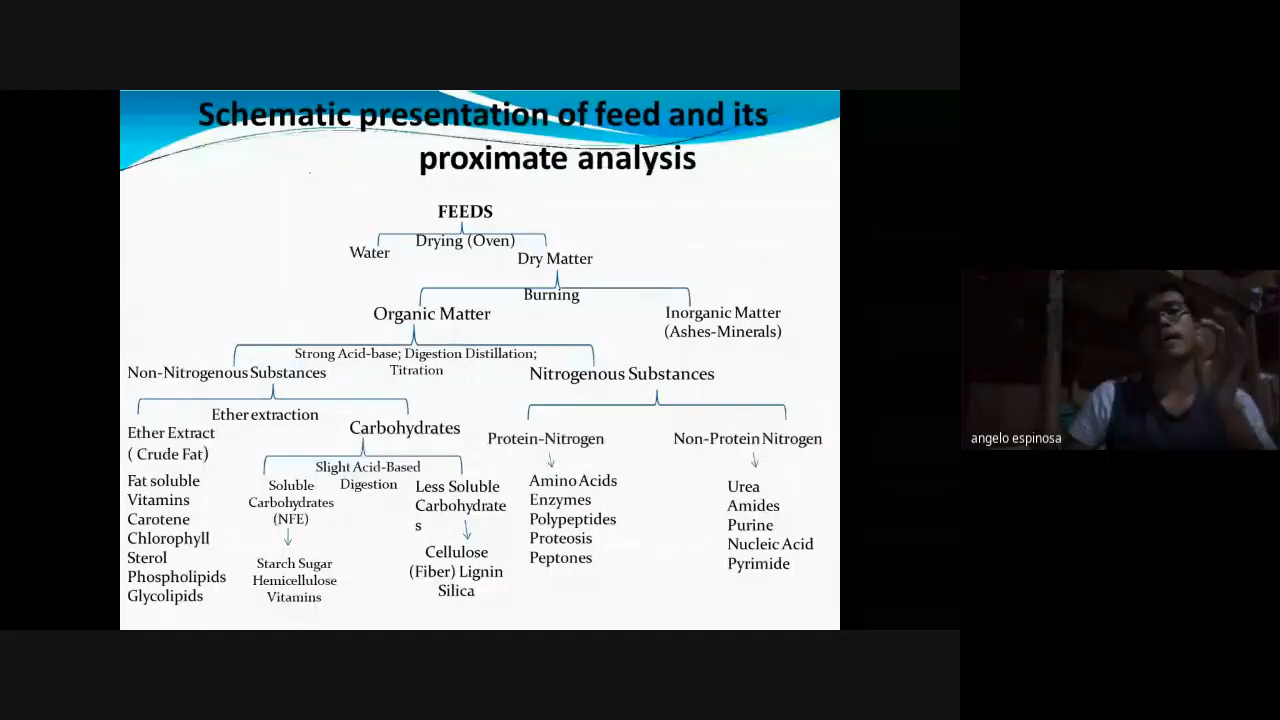 Schematic presentation of feed and its
proximate analysis
FEEDS
Drying (Oven)
Water
Dry Matter
Burning
Organic Matter
Inorganic Matter
(Ashes-Minerals)
Strong Acid-base; Digestion Distillation;
Titration
Non-Nitrogenous Substances
Nitrogenous Substances
Ether extraction
Ether Extract
( Crude Fat)
Carbohydrates
Protein-Nitrogen
Non-Protein Nitrogen
Slight Acid-Based
Digestion
Fat soluble
Vitamins
Carotene
Chlorophyll
Sterol
Phospholipids
Glycolipids
Soluble
Carbohydrates
(NFE)
Starch Sugar
Hemicellulose
Vitamins
Less Soluble
Carbohydrate
s
Cellulose
(Fiber) Lignin
Silica
Amino Acids
Enzymes
Polypeptides
Proteosis
Peptones
Urea
Amides
Purine
Nucleic Acid
Pyrimide
angelo espinosa